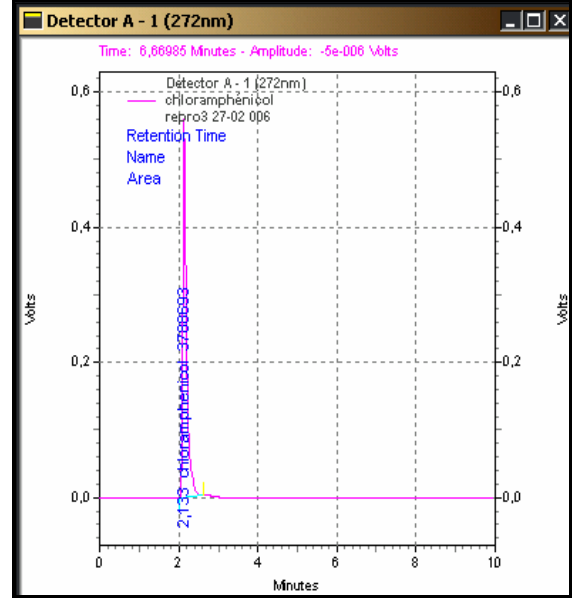 Detector A - 1 (272nm)
Time: 6,66985 Minutes - Amplitude: -5e-006 Volts
Detector A - 1 (272nm)
chloramphenicol
repro3 27-02 006
Retention Time
Name
Area
0,6
0,6
0,4
0,4
0,2
0,2
0,0
0,0
Volts
Volts
2,133 chloramphenicol 3788693
0
2
4
6
8
10
Minutes